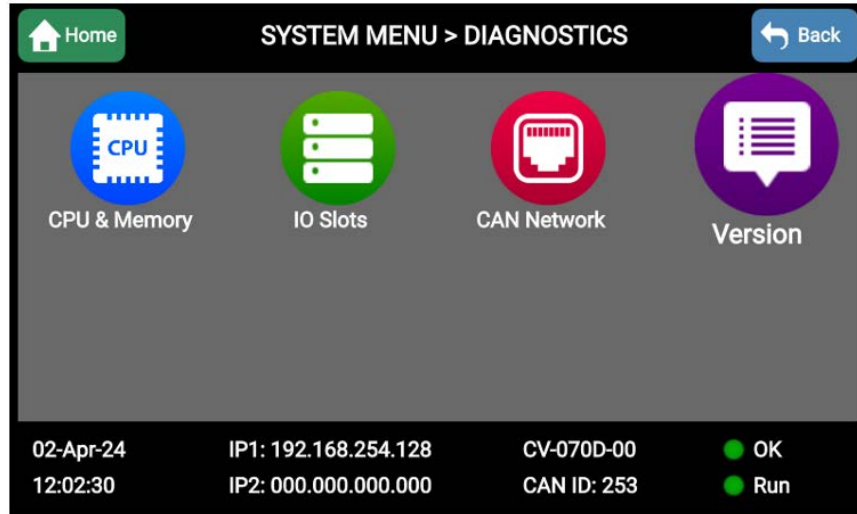 Home
SYSTEM MENU > DIAGNOSTICS
Back
CPU
CPU & Memory
IO Slots
CAN Network
Version
02-Apr-24
IP1: 192.168.254.128
CV-070D-00
OK
12:02:30
IP2: 000.000.000.000
CAN ID: 253
Run